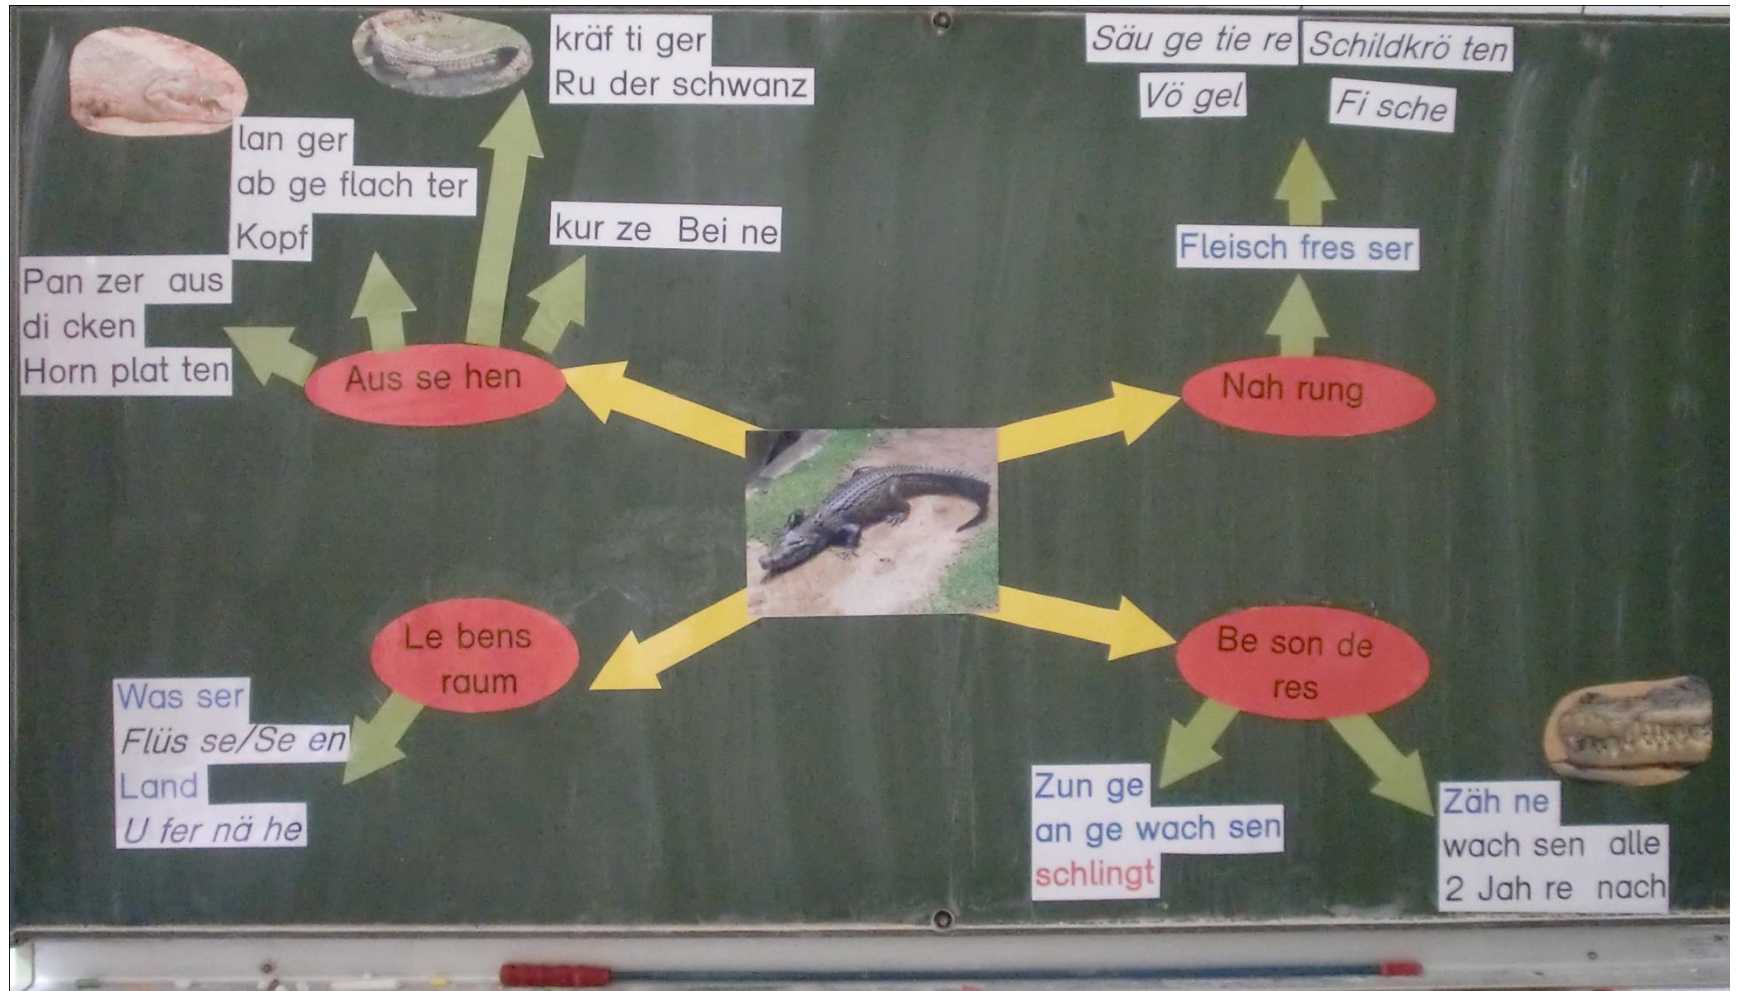 kräf ti ger
Ru der schwanz
lan ger
ab ge flach ter
Kopf
kur ze Bei ne
Pan zer aus
di cken
Horn plat ten
Aus se hen
Säu ge tie re
Schildkrö ten
Vö gel
Fi sche
Fleisch fres ser
Nah rung
Le bens
raum
Was ser
Flüs se/Se en
Land
U fer nä he
Be son de
res
Zun ge
an ge wach sen
schlingt
Zäh ne
wach sen alle
2 Jah re nach